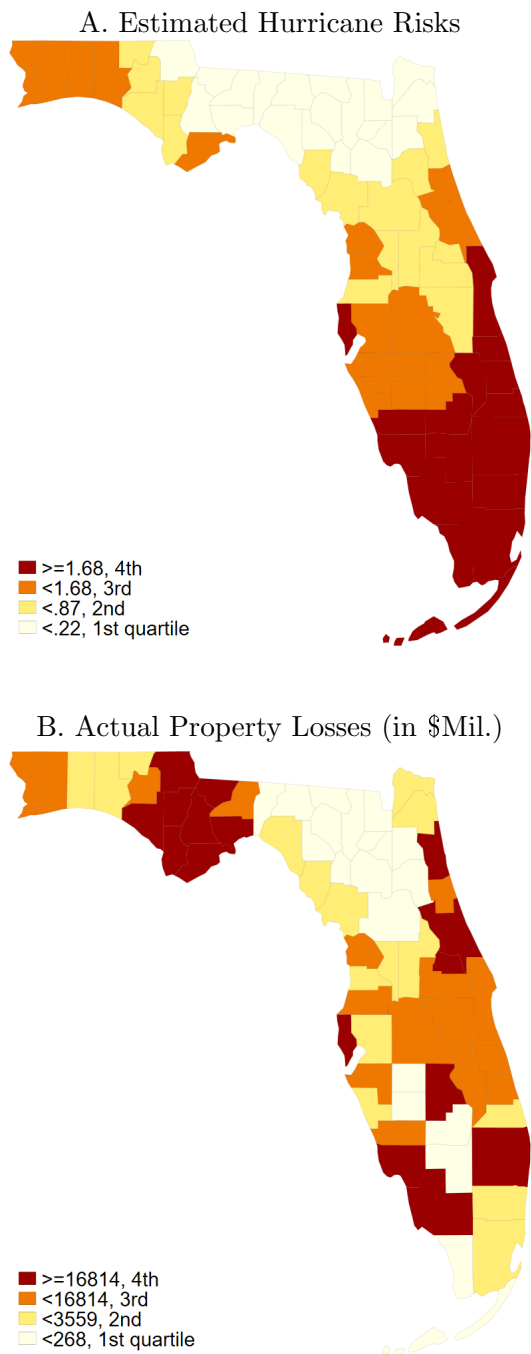 A. Estimated Hurricane Risks
>=1.68, 4th
<1.68, 3rd
<.87, 2nd
<.22, 1st quartile
B. Actual Property Losses (in $Mil.)
>=16814, 4th
<16814, 3rd
<3559, 2nd
<268, 1st quartile